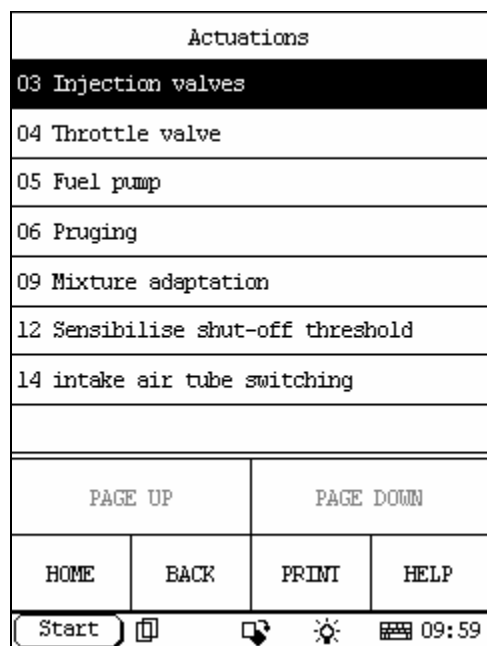 Actuations
03 Injection valves
04 Throttle valve
05 Fuel pump
06 Pruging
09 Mixture adaptation
12 Sensibilise shut-off threshold
14 intake air tube switching
PAGE UP PAGE DOWN
HOME BACK PRINT HELP
Start 09:59